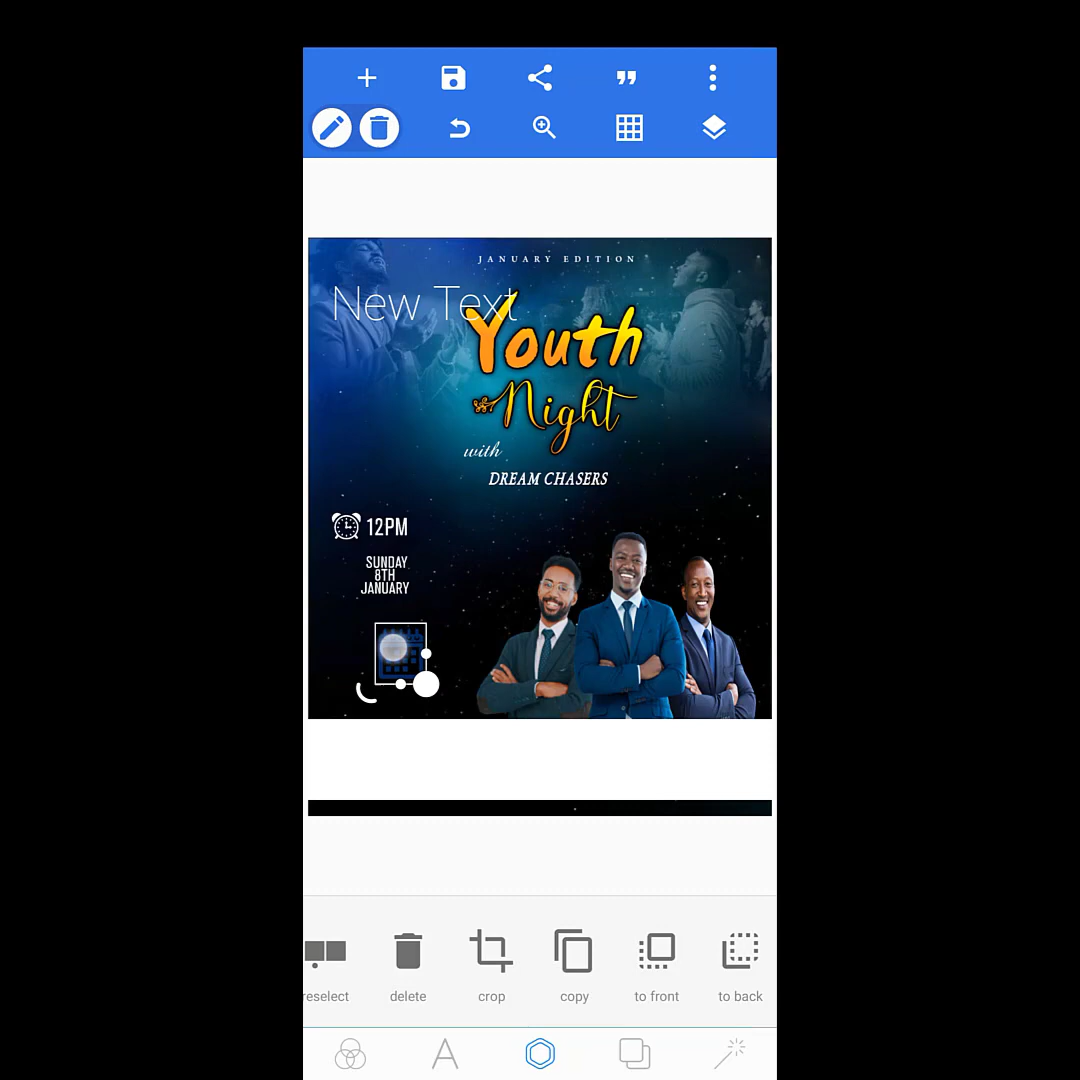 JANUARY EDITION
New Text
Youth
Night
with
DREAM CHASERS
12PM
SUNDAY
8TH
JANUARY
reselect
delete
crop
copy
to front
to back